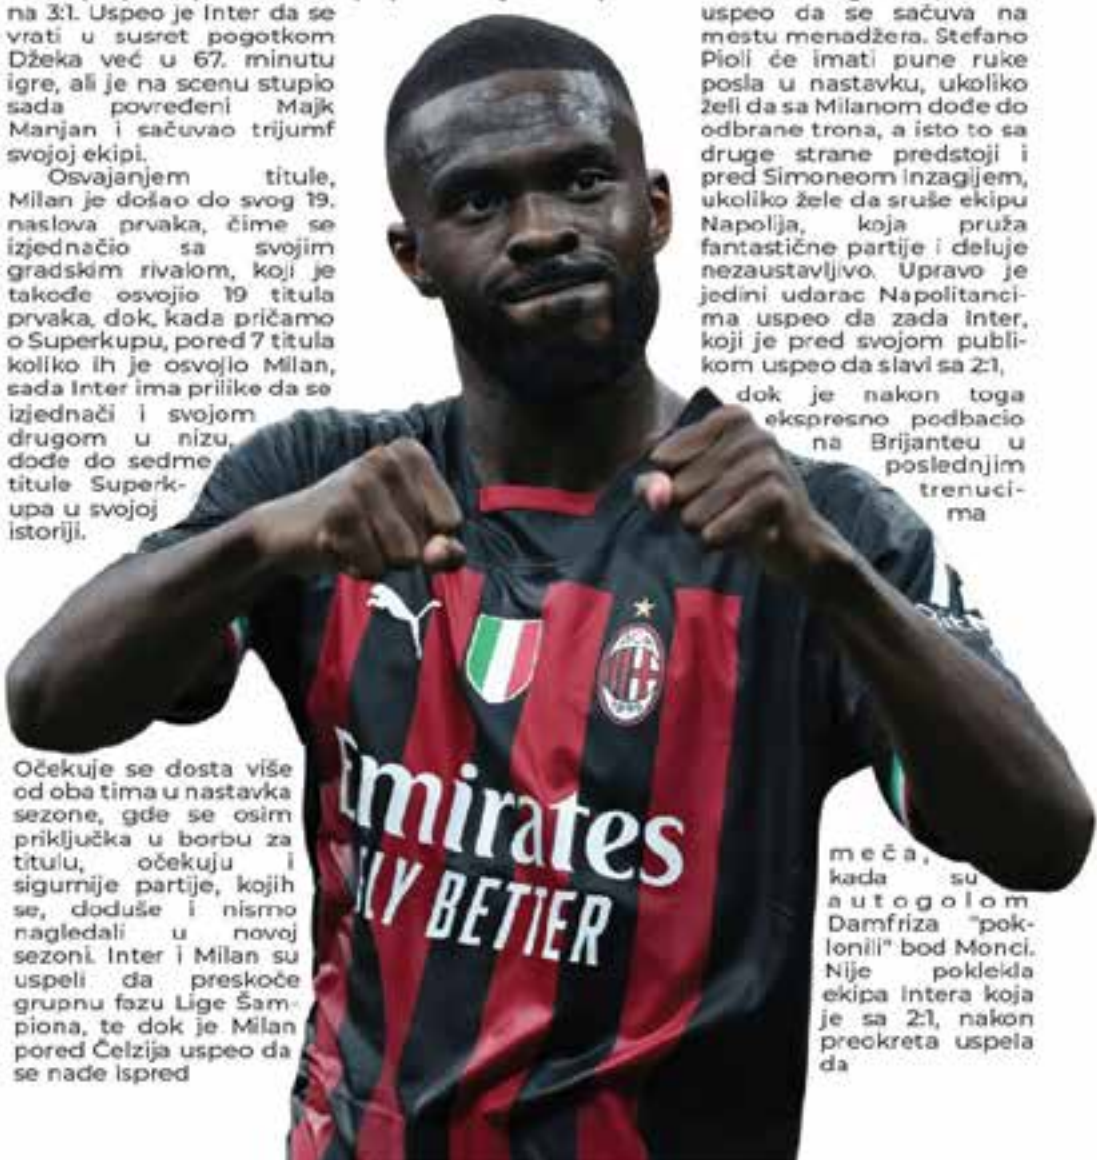 na 3:1. Uspeo je Inter da se
vrati u susret pogotkom
Džeka već u 67. minutu
igre, ali je na scenu stupio
sada povređeni Majk
Manjan i sačuvao trijumf
svojoj ekipi.
Osvajanjem titule,
Milan je došao do svog 19.
naslova prvaka, čime se
izjednačio sa svojim
gradskim rivalom, koji je
takođe osvojio 19 titula
prvaka, dok, kada pričamo
o Superkupu, pored 7 titula
koliko ih je osvojio Milan,
sada Inter ima prilike da se
izjednači i svojom
drugom u nizu,
dođe do sedme
titule Superk-
upa u svojoj
istoriji.
Očekuje se dosta više
od oba tima u nastavka
sezone, gde se osim
priključka u borbu za
titulu, očekuju i
sigurnije partije, kojih
se, doduše i nismo
nagledali u novoj
sezoni. Inter i Milan su
uspeli da preskoče
grupnu fazu Lige Šam-
piona, te dok je Milan
pored Čelzija uspeo da
se nađe ispred
uspeo da se sačuva na
mestu menadžera. Stefano
Pioli će imati pune ruke
posla u nastavku, ukoliko
želi da sa Milanom dođe do
odbrane trona, a isto to sa
druge strane predstoji i
pred Simoneom Inzagijem,
ukoliko žele da sruše ekipu
Napolija, koja pruža
fantastične partije i deluje
nezaustavljivo. Upravo je
jedini udarac Napolitanci-
ma uspeo da zada Inter,
koji je pred svojom publi-
kom uspeo da slavi sa 2:1,
dok je nakon toga
ekspresno podbacio
na Brijanteu u
poslednjim
trenuci-
ma
meča,
kada su
autogolom
Damfriza "pok-
lonili" bod Monci.
Nije poklekla
ekipa Intera koja
je sa 2:1, nakon
preokreta uspela
da
Emirates
FLY BETTER